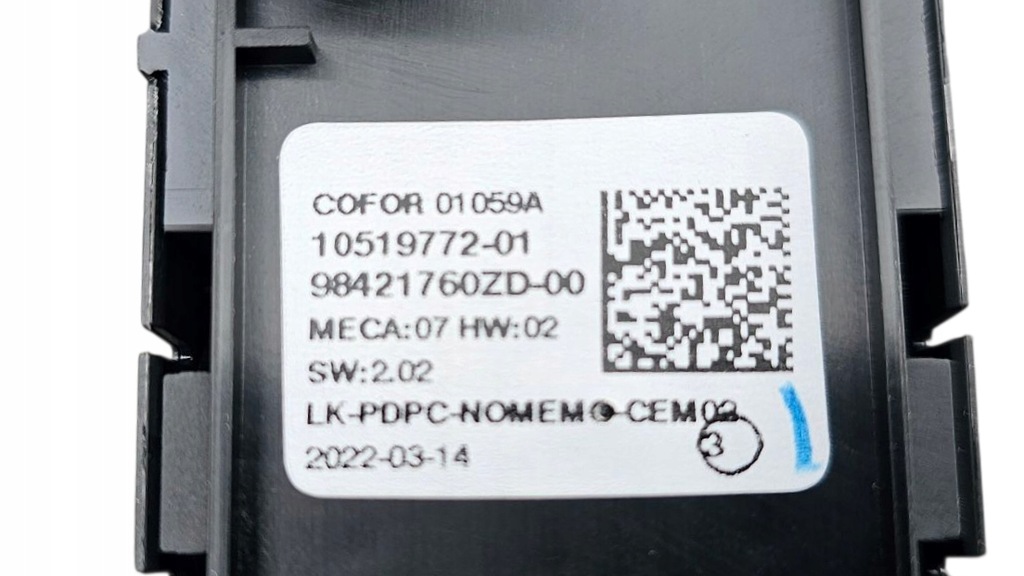 COFOR 01059A
10519772-01
98421760ZD-00
MECA:07 HW:02
SW:2.02
LK-PDPC-NOMEMO-CEM02
3
2022-03-14